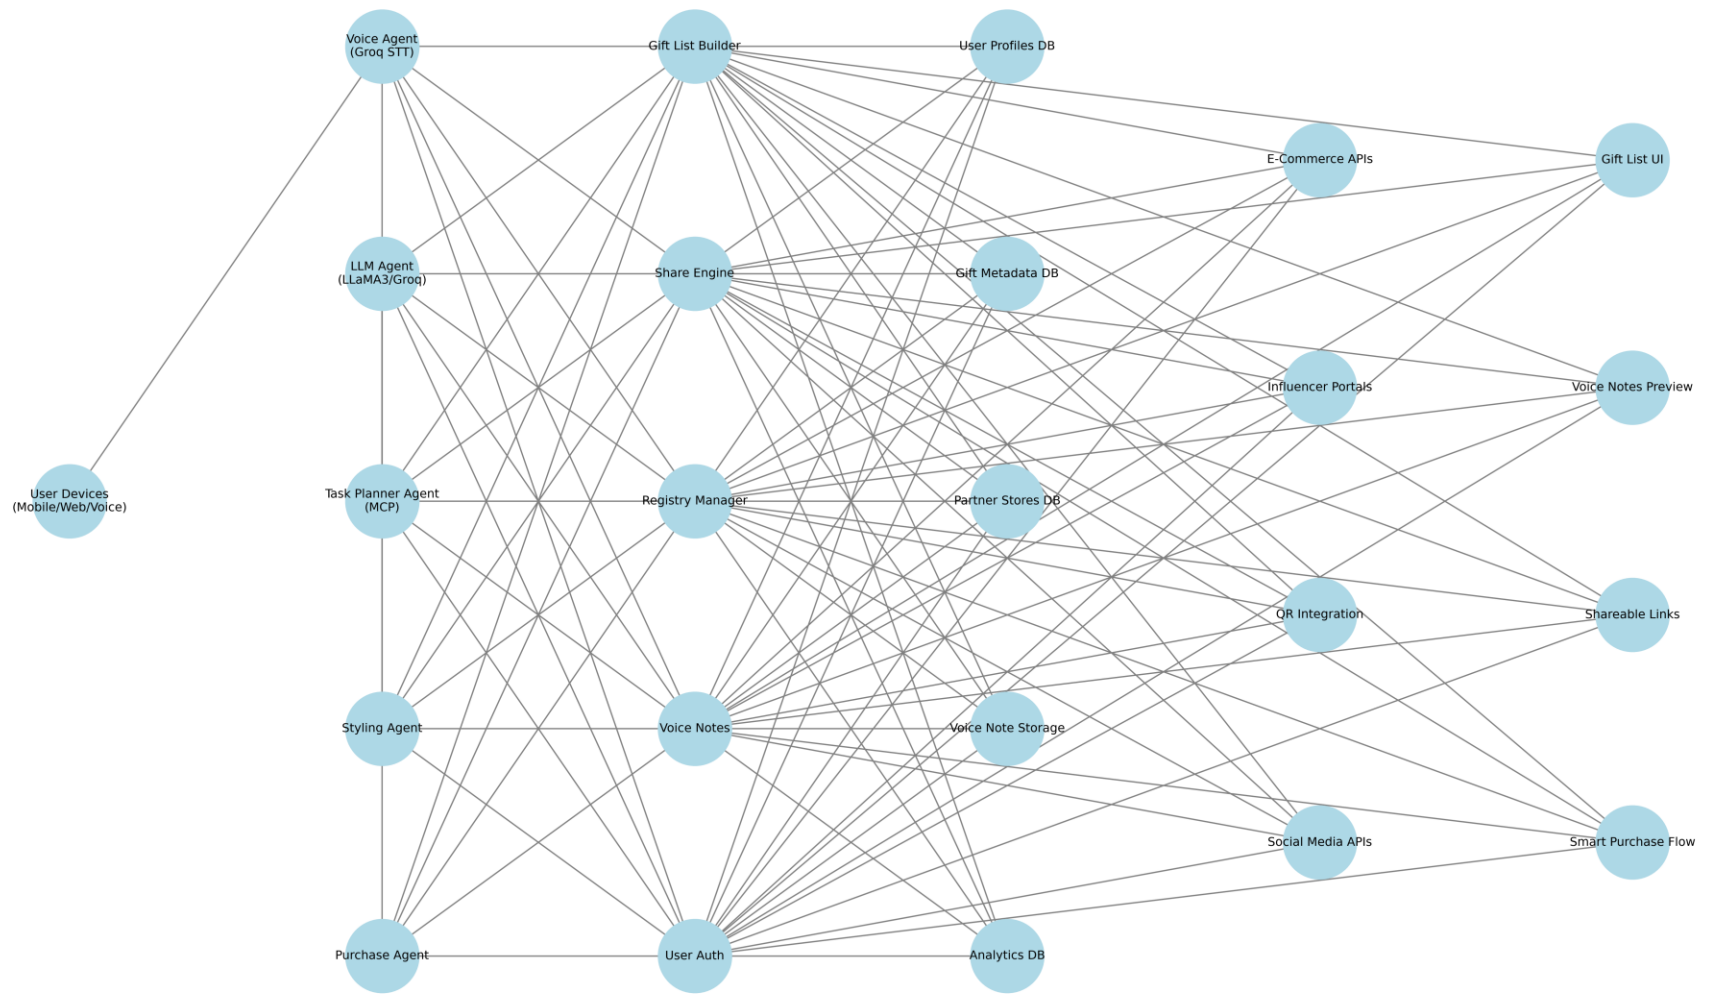 Voice Agent
(Groq STT)
Gift List Builder
User Profiles DB
E-Commerce APIs
Gift List UI
LLM Agent
(LLaMA3/Groq)
Share Engine
Gift Metadata DB
Influencer Portals
Voice Notes Preview
User Devices
(Mobile/Web/Voice)
Task Planner Agent
(MCP)
Registry Manager
Partner Stores DB
QR Integration
Shareable Links
Styling Agent
Voice Notes
Voice Note Storage
Social Media APIs
Smart Purchase Flow
Purchase Agent
User Auth
Analytics DB